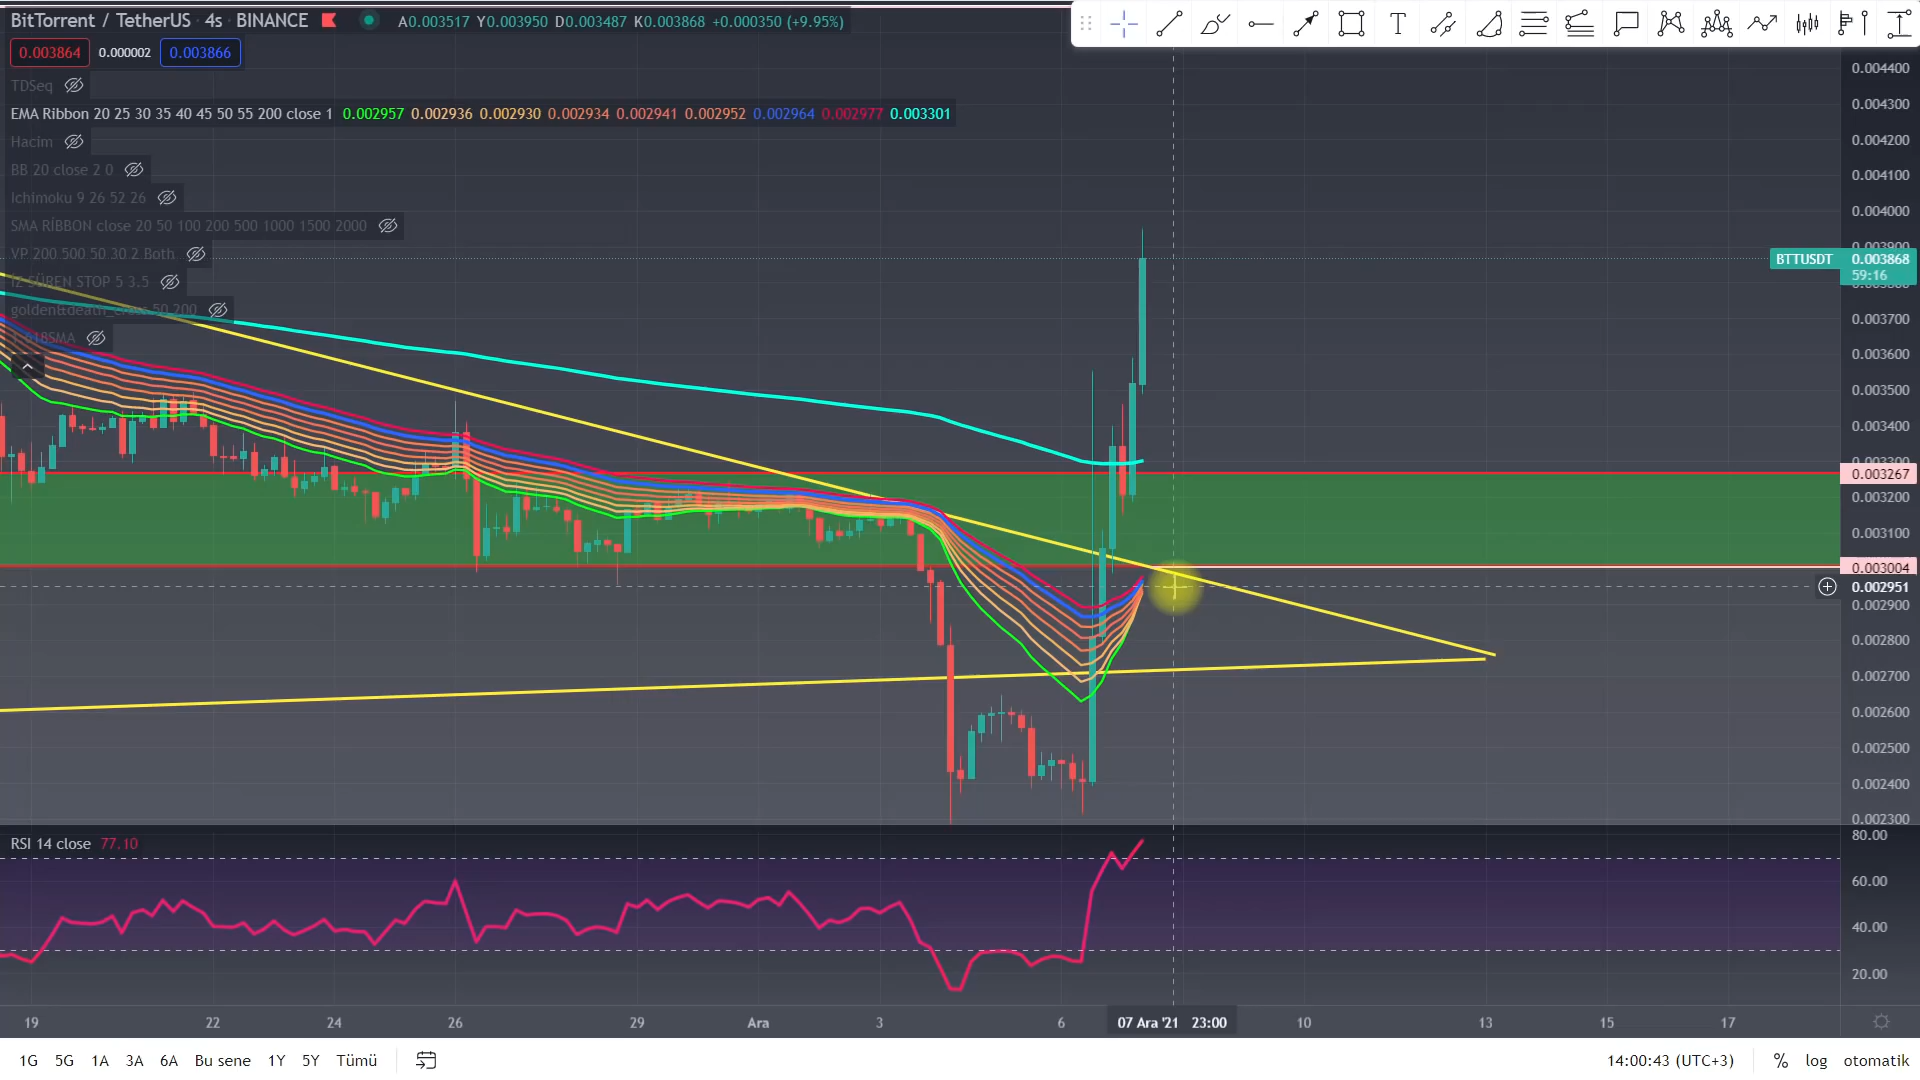 BitTorrent / TetherUS · 4s · BINANCE A0.003517 Y0.003950 D0.003487 K0.003868 +0.000350 (+9.95%)
0.003864 0.000002 0.003866
TDSeq
EMA Ribbon 20 25 30 35 40 45 50 55 200 close 1 0.002957 0.002936 0.002930 0.002934 0.002941 0.002952 0.002964 0.002977 0.003301
Hacim
BB 20 close 2 0
Ichimoku 9 26 52 26
SMA RİBBON close 20 50 100 200 500 1000 1500 2000
VP 200 500 50 30 2 Both
İZ SÜREN STOP 5 3.5
50 200
T
0.004400
0.004300
0.004200
0.004100
0.004000
0.003900
BTTUSDT 0.003868
59:16
0.003700
0.003600
0.003500
0.003400
0.003267
0.003200
0.003100
0.003004
0.002951
0.002900
0.002800
0.002700
0.002600
0.002500
0.002400
0.002300
RSI 14 close 77.10
80.00
60.00
40.00
20.00
19 22 24 26 29 Ara 3 6 07 Ara '21 23:00 10 13 15 17
1G 5G 1A 3A 6A Bu sene 1Y 5Y Tümü 14:00:43 (UTC+3) % log otomatik